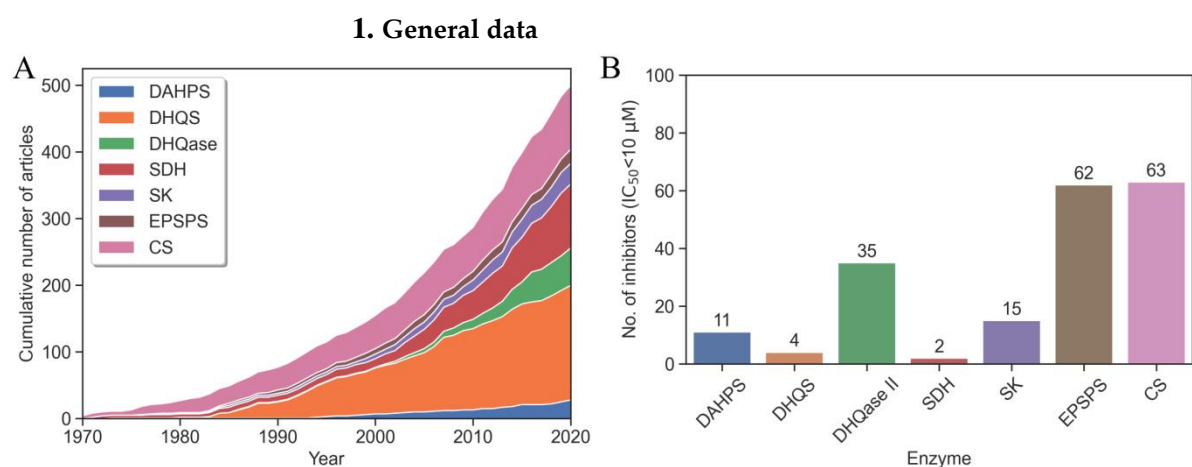 1. General data
A
Cumulative number of articles
500
400
300
200
100
0
DAHPS
DHQS
DHQase
SDH
SK
EPSPS
CS
1970
1980
1990
2000
2010
2020
Year
B
No. of inhibitors (IC₅₀<10 µM)
100
80
60
40
20
0
11
4
35
2
15
62
63
DAHPS
DHQS
DHQase II
SDH
SK
EPSPS
CS
Enzyme